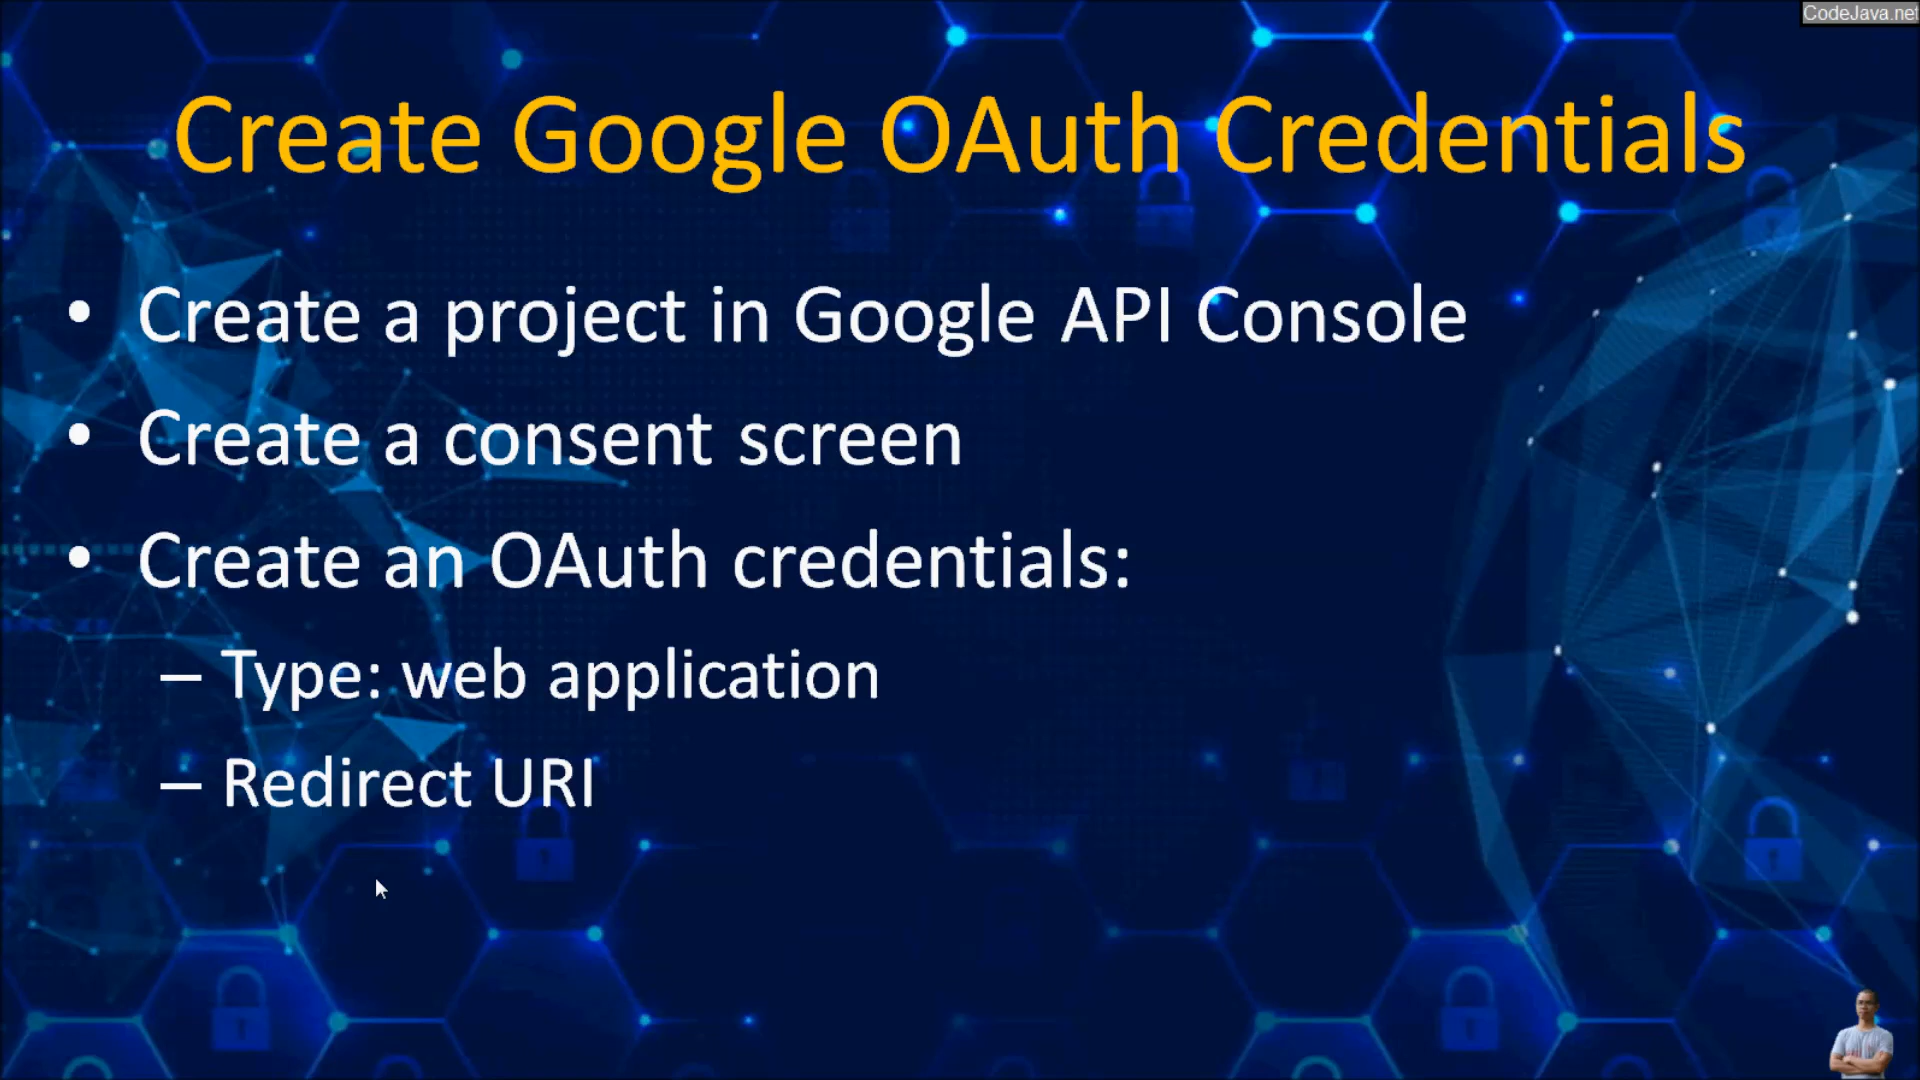 CodeJava.net
Create Google OAuth Credentials
• Create a project in Google API Console
• Create a consent screen
• Create an OAuth credentials:
– Type: web application
– Redirect URI